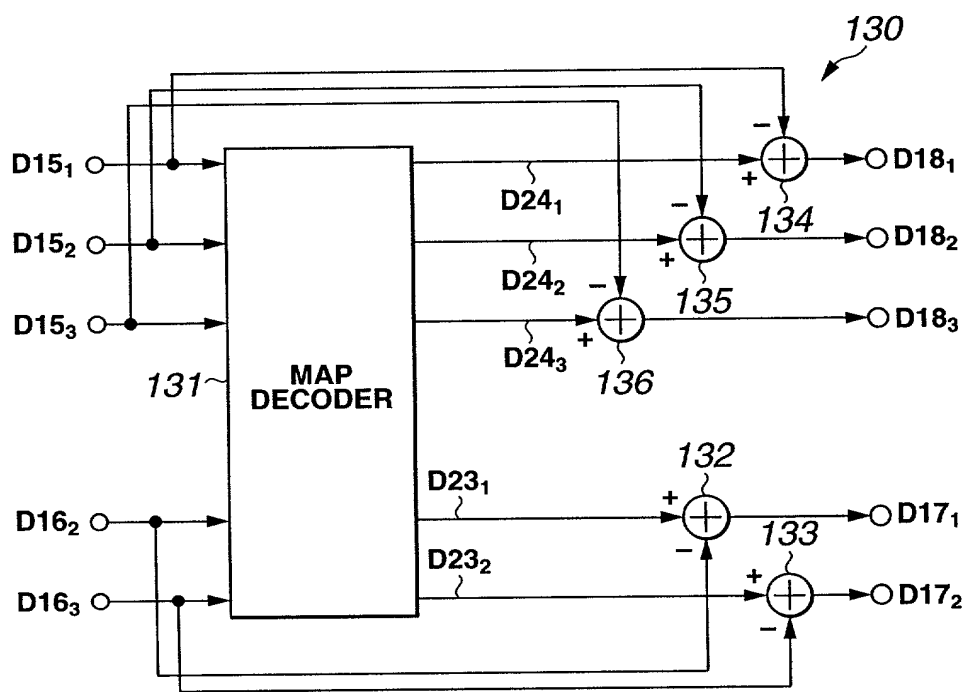 130
D15₁
D24₁
− +
134
D18₁
D15₂
D24₂
− +
135
D18₂
D15₃
D24₃
− +
136
D18₃
131
MAP
DECODER
D16₂
D23₁
+ −
132
D17₁
D16₃
D23₂
+ −
133
D17₂